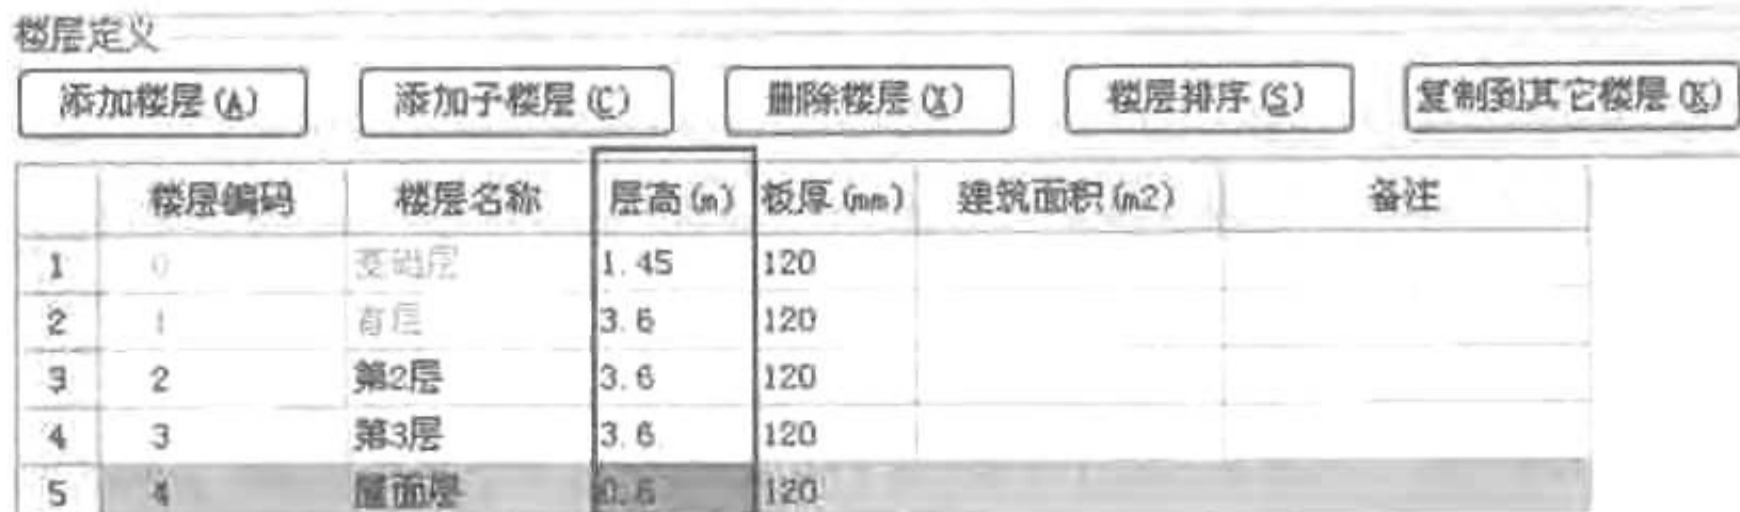 楼层定义
添加楼层(A) 添加子楼层(C) 删除楼层(X) 楼层排序(S) 复制到其它楼层(K)
楼层编码 楼层名称 层高(m) 板厚(mm) 建筑面积(m2) 备注
1 0 基础层 1.45 120
2 1 首层 3.6 120
3 2 第2层 3.6 120
4 3 第3层 3.6 120
5 4 屋面层 0.6 120